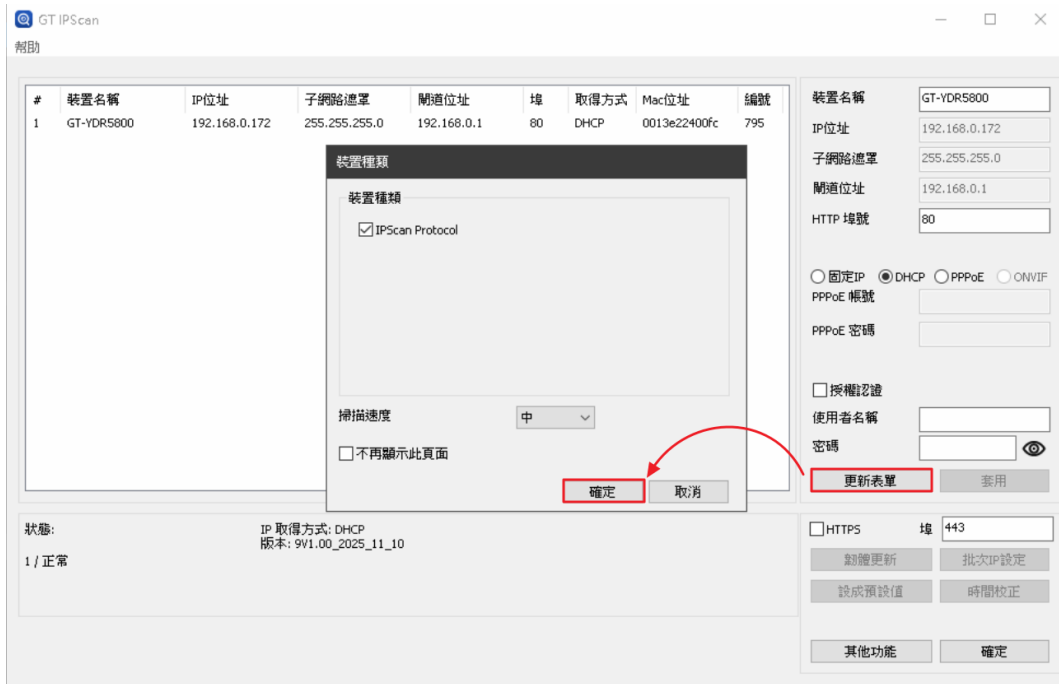 GT IPScan
幫助
# 裝置名稱 IP位址 子網路遮罩 閘道位址 埠 取得方式 Mac位址 編號
1 GT-YDR5800 192.168.0.172 255.255.255.0 192.168.0.1 80 DHCP 0013e22400fc 795
裝置種類
裝置種類
IPScan Protocol
掃描速度 中
不再顯示此頁面
確定 取消
裝置名稱 GT-YDR5800
IP位址 192.168.0.172
子網路遮罩 255.255.255.0
閘道位址 192.168.0.1
HTTP 埠號 80
固定IP DHCP PPPoE ONVIF
PPPoE 帳號
PPPoE 密碼
授權認證
使用者名稱
密碼
更新表單 套用
狀態: IP 取得方式: DHCP
版本: 9V1.00_2025_11_10
1 / 正常
HTTPS 埠 443
韌體更新 批次IP設定
設成預設值 時間校正
其他功能 確定